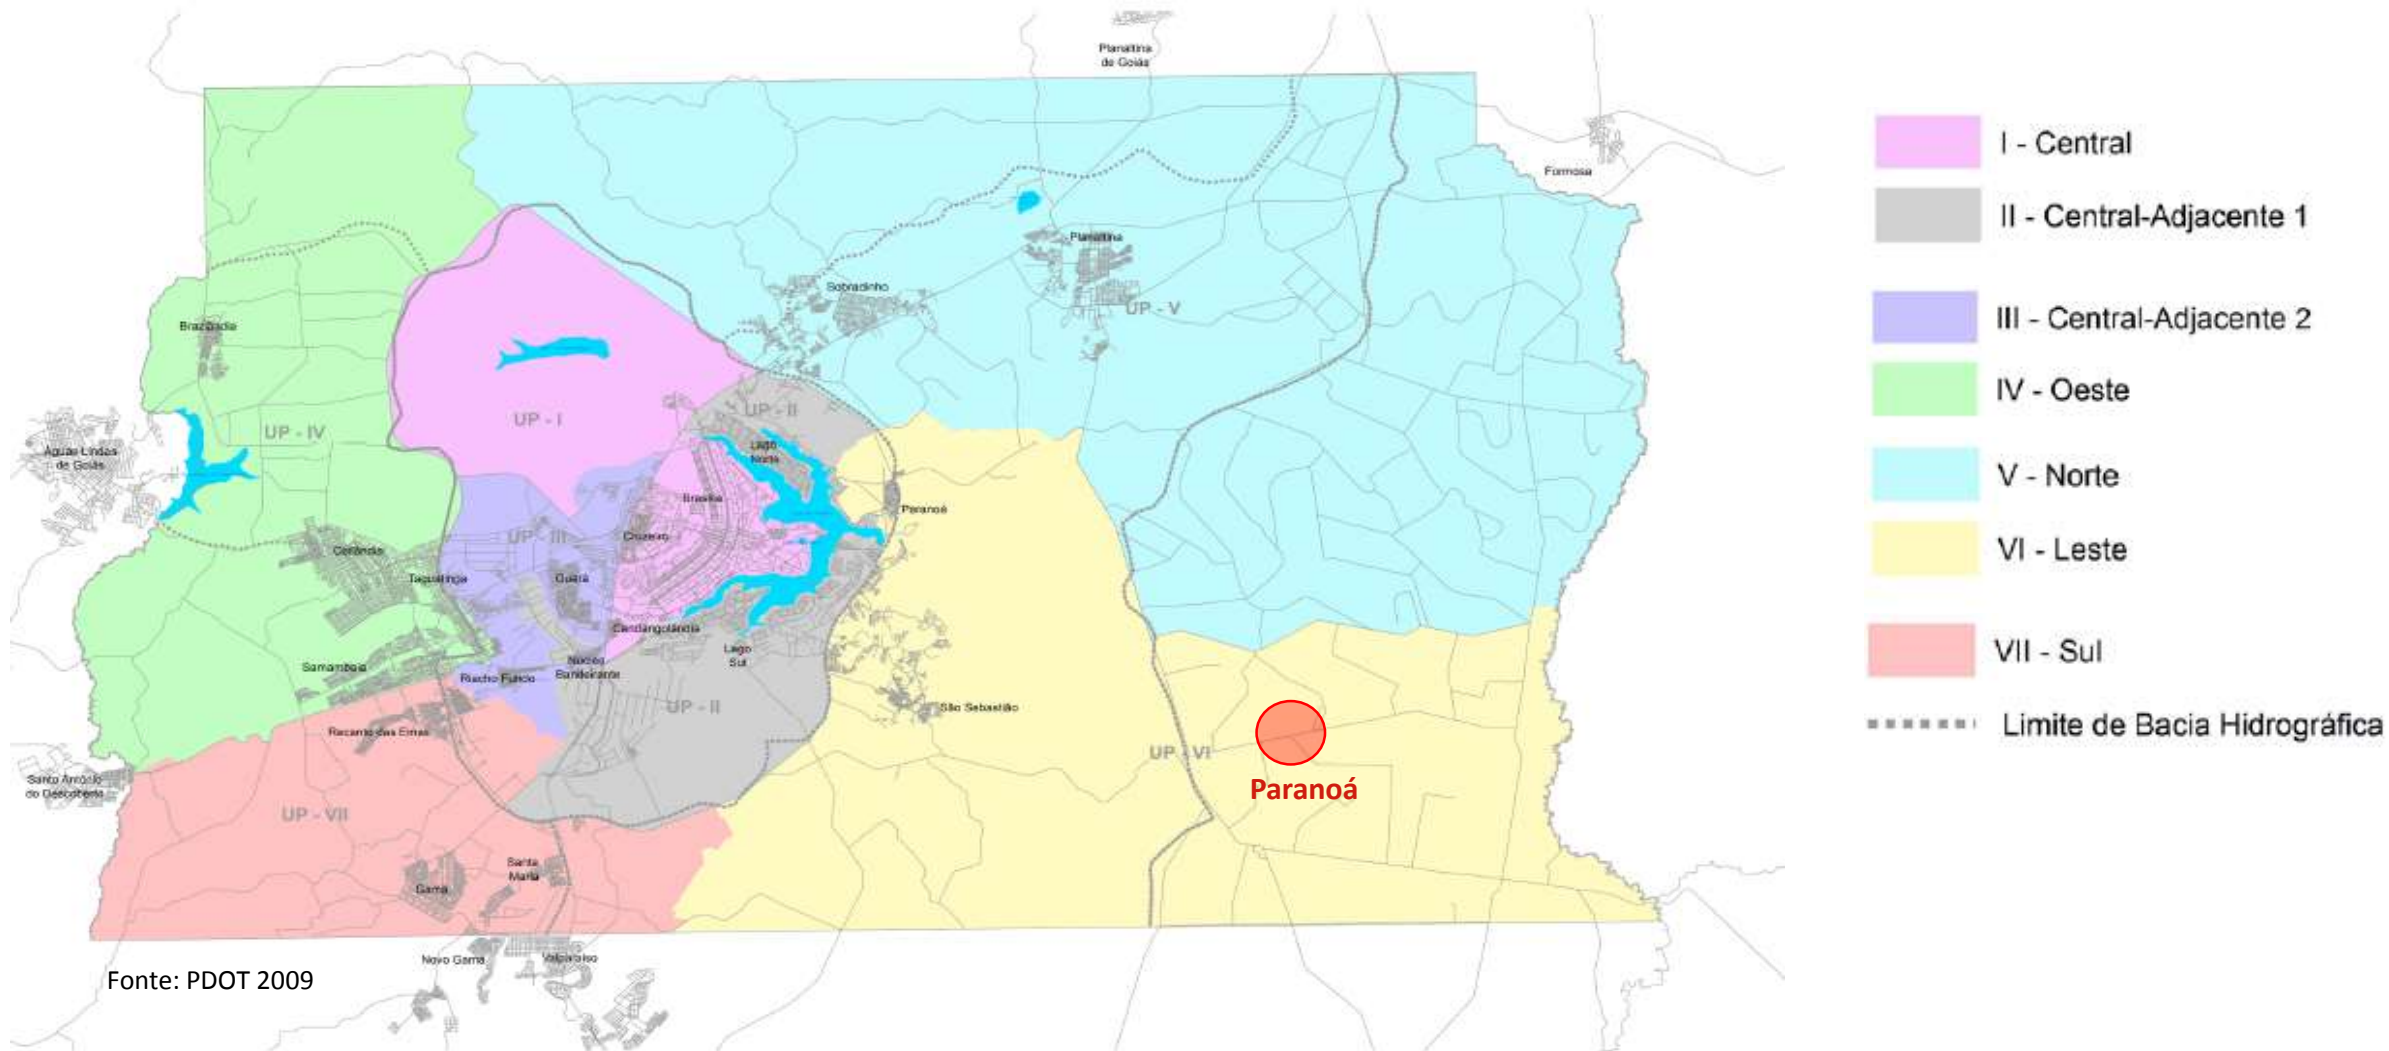 Planaltina
de Goiás
Formosa
Planaltina
Sobradinho
UP - V
Brazlândia
UP - IV
UP - I
UP - II
Lago
Norte
Águas Lindas
de Goiás
Brasília
Paranoá
Cruzeiro
UP - III
Ceilândia
Taguatinga
Guará
Candangolândia
Lago
Sul
Núcleo
Bandeirante
Samambaia
Riacho Fundo
UP - II
São Sebastião
Recanto das Emas
UP - VI
Paranoá
Santo Antônio
do Descoberto
UP - VII
Santa
Maria
Gama
Novo Gama
Valparaíso
Fonte: PDOT 2009
I - Central
II - Central-Adjacente 1
III - Central-Adjacente 2
IV - Oeste
V - Norte
VI - Leste
VII - Sul
Limite de Bacia Hidrográfica